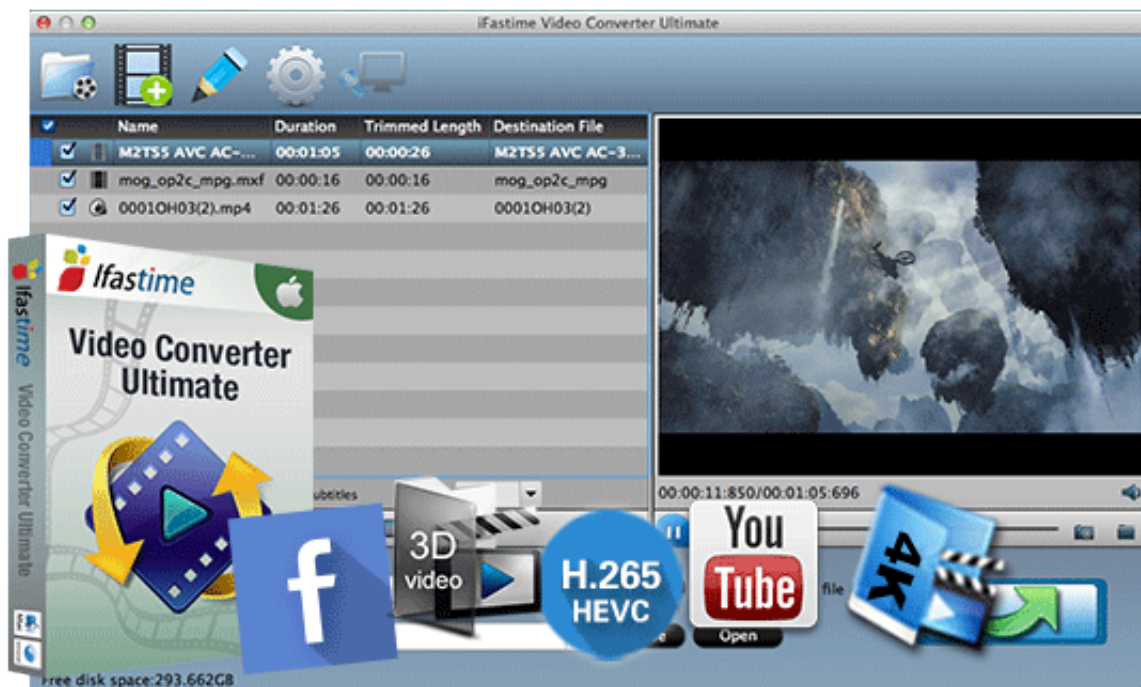 iFastime Video Converter Ultimate
Name Duration Trimmed Length Destination File
M2TS5 AVC AC-... 00:01:05 00:00:26 M2TS5 AVC AC-3...
mog_op2c_mpg.mxf 00:00:16 00:00:16 mog_op2c_mpg
0001OH03(2).mp4 00:01:26 00:01:26 0001OH03(2)
Ifastime
Video Converter
Ultimate
Ifastime Video Converter Ultimate
ubtitles
00:00:11:850/00:01:05:696
f
3D
video
H.265
HEVC
You
Tube
file
4K
Open
Free disk space:293.662GB